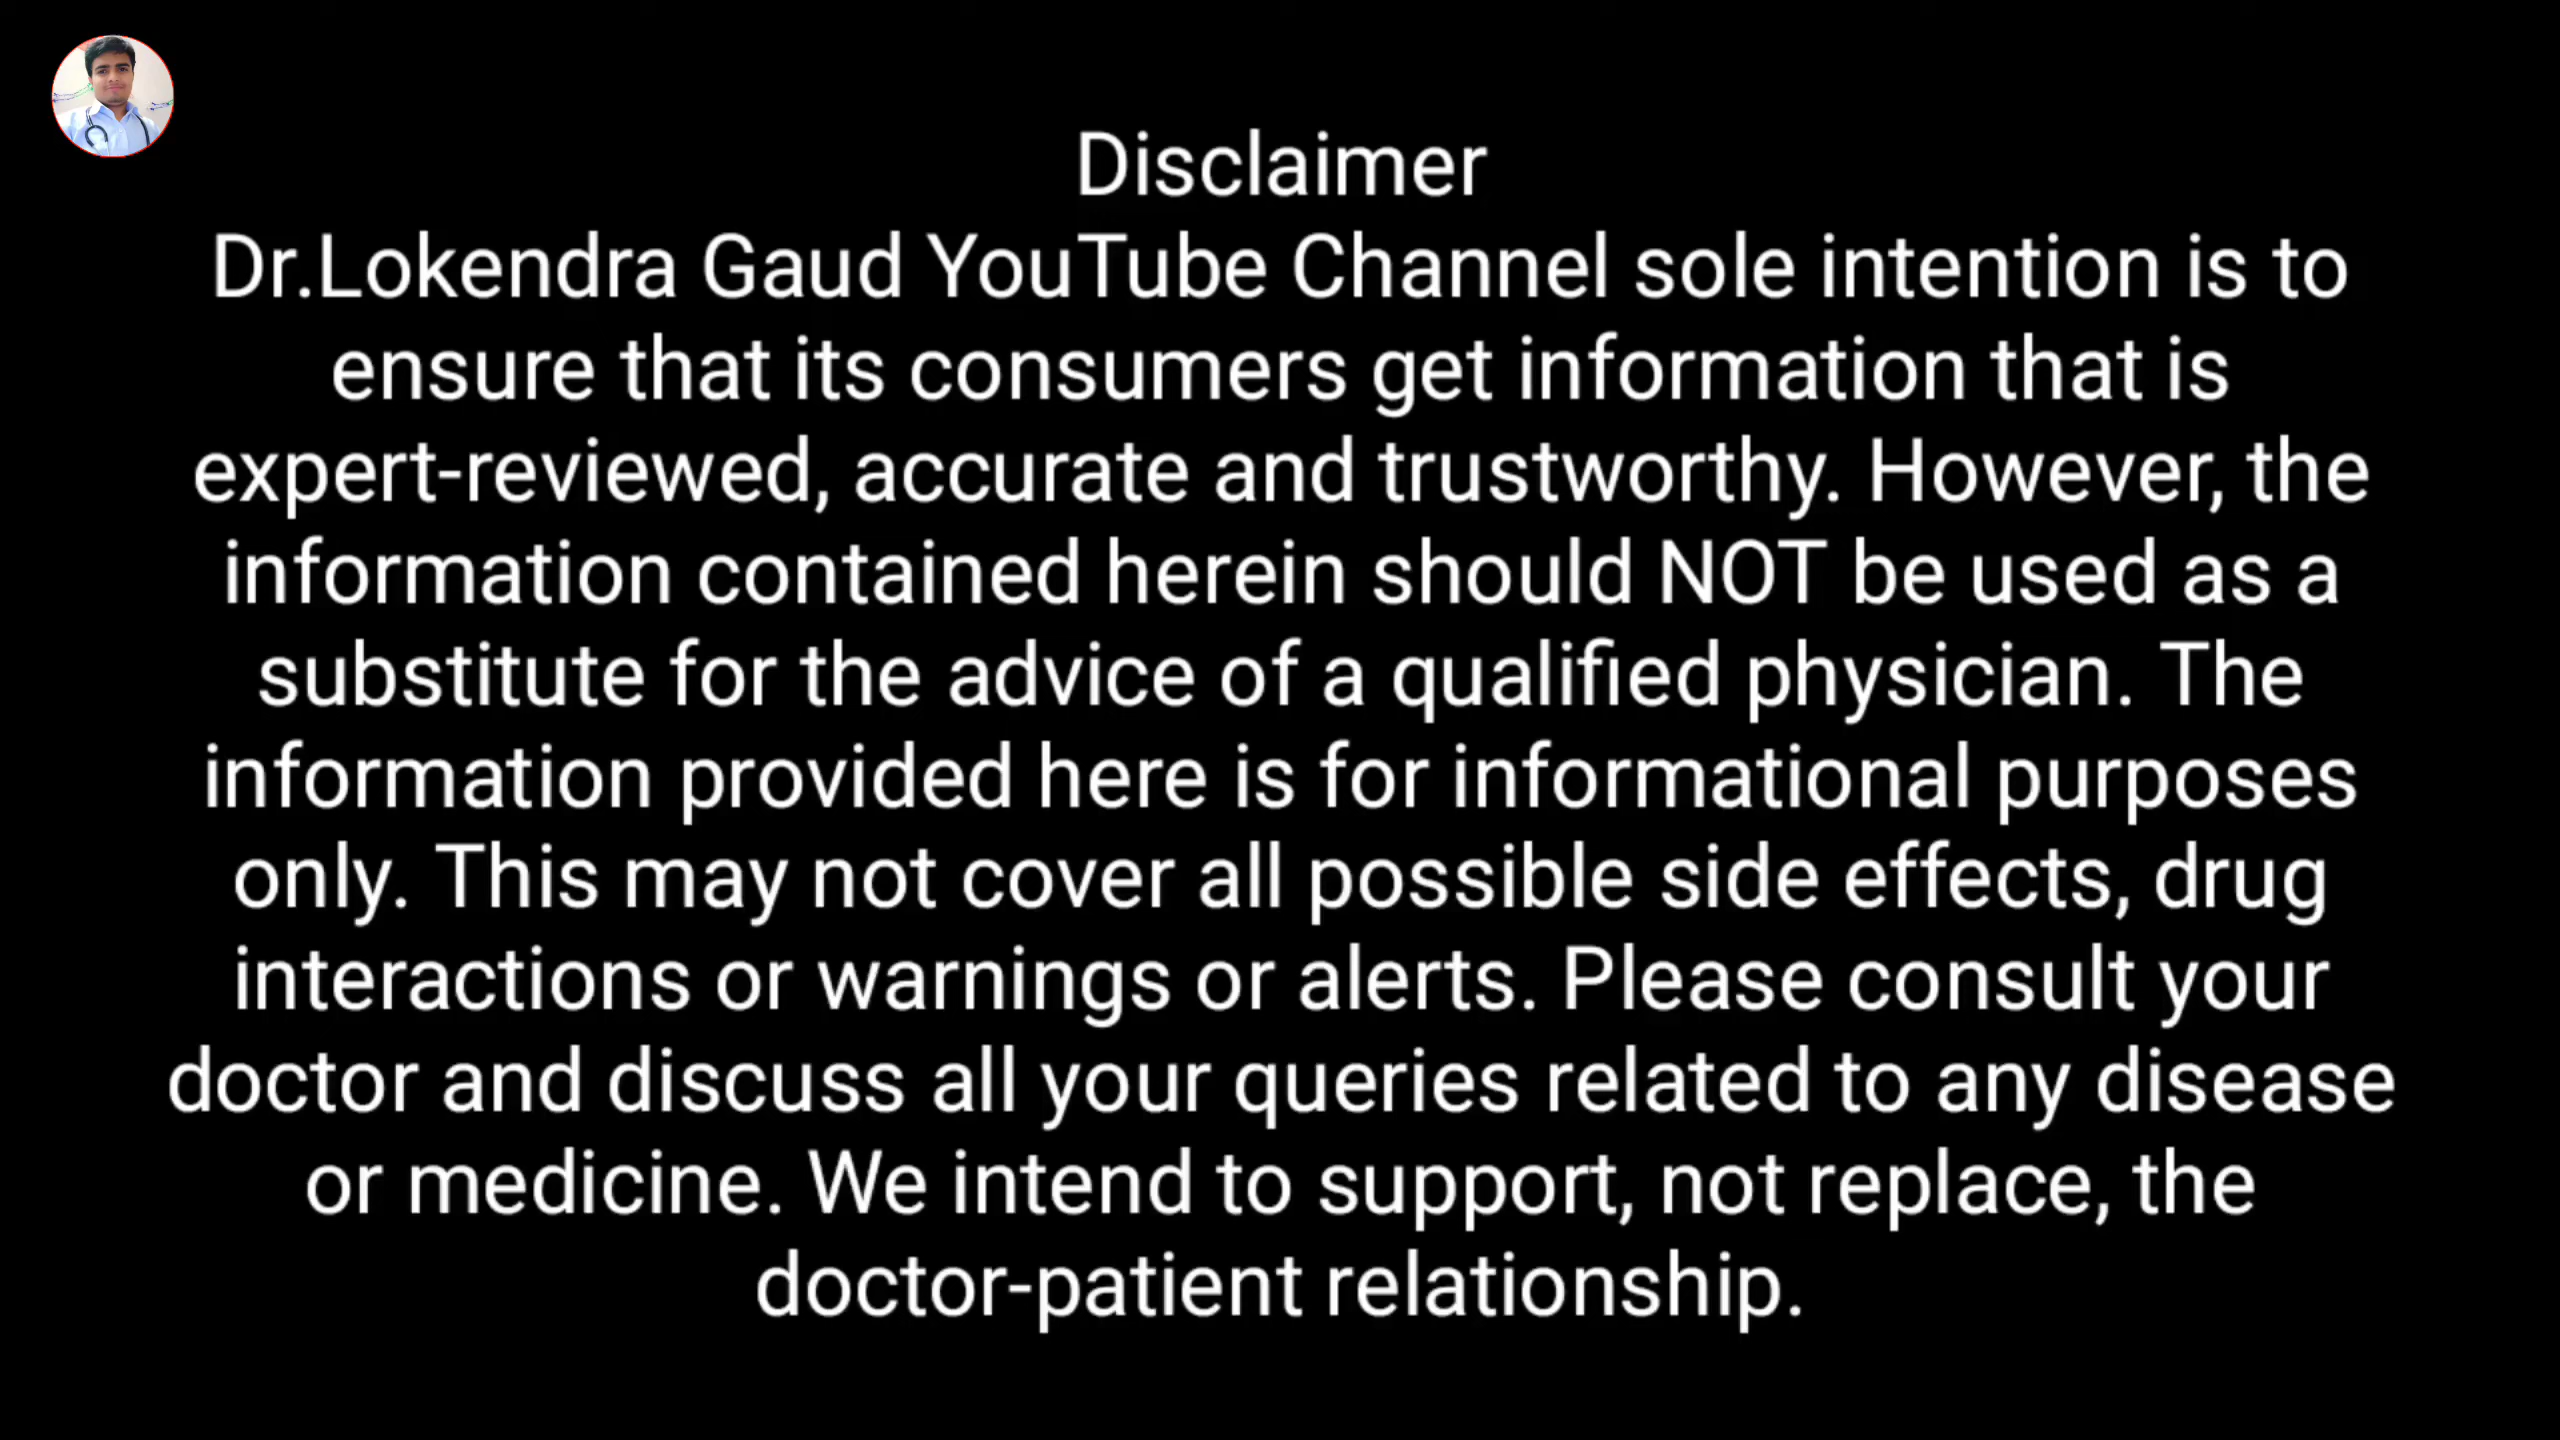 Disclaimer
Dr.Lokendra Gaud YouTube Channel sole intention is to
ensure that its consumers get information that is
expert-reviewed, accurate and trustworthy. However, the
information contained herein should NOT be used as a
substitute for the advice of a qualified physician. The
information provided here is for informational purposes
only. This may not cover all possible side effects, drug
interactions or warnings or alerts. Please consult your
doctor and discuss all your queries related to any disease
or medicine. We intend to support, not replace, the
doctor-patient relationship.